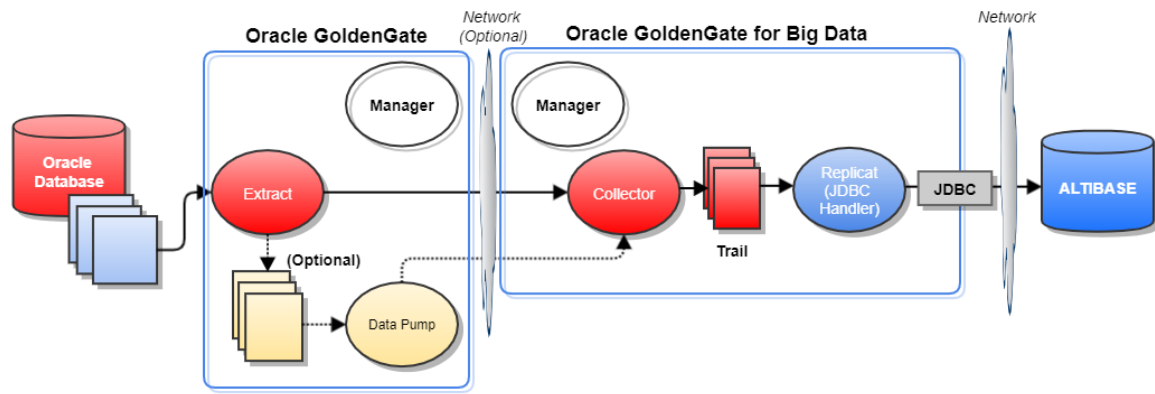 Oracle GoldenGate
Network
(Optional)
Oracle GoldenGate for Big Data
Network
Manager
Manager
Oracle
Database
Extract
Collector
Replicat
(JDBC
Handler)
JDBC
ALTIBASE
Trail
(Optional)
Data Pump